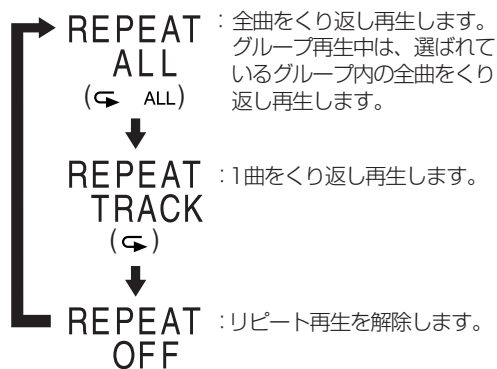 REPEAT
ALL
( ALL)
:全曲をくり返し再生します。
グループ再生中は、選ばれて
いるグループ内の全曲をくり
返し再生します。
REPEAT
TRACK
:1曲をくり返し再生します。
REPEAT
OFF
:リピート再生を解除します。